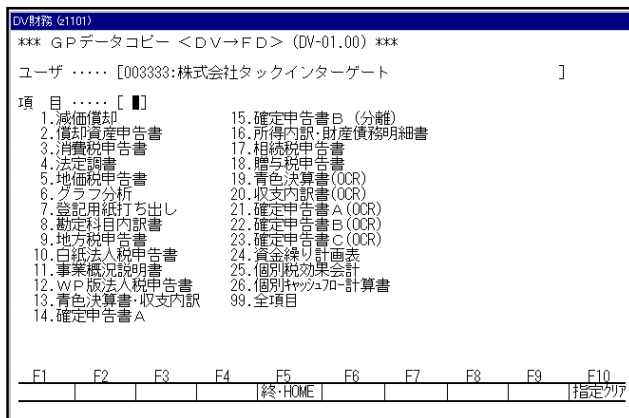 DV財務 (z1101)
*** ＧＰデータコピー ＜ＤＶ→ＦＤ＞ (DV-01.00) ***
ユーザ ····· [003333:株式会社タックインターゲート ]
項 目 ····· [ ]
1.減価償却 15.確定申告書Ｂ（分離）
2.償却資産申告書 16.所得内訳･財産債務明細書
3.消費税申告書 17.相続税申告書
4.法定調書 18.贈与税申告書
5.地価税申告書 19.青色決算書(OCR)
6.グラフ分析 20.収支内訳書(OCR)
7.登記用紙打ち出し 21.確定申告書Ａ(OCR)
8.勘定科目内訳書 22.確定申告書Ｂ(OCR)
9.地方税申告書 23.確定申告書Ｃ(OCR)
10.白紙法人税申告書 24.資金繰り計画表
11.事業概況説明書 25.個別税効果会計
12.ＷＰ版法人税申告書 26.個別ｷｬｯｼｭﾌﾛｰ計算書
13.青色決算書･収支内訳 99.全項目
14.確定申告書Ａ
F1 F2 F3 F4 F5 F6 F7 F8 F9 F10
終･HOME 指定ｸﾘｱ